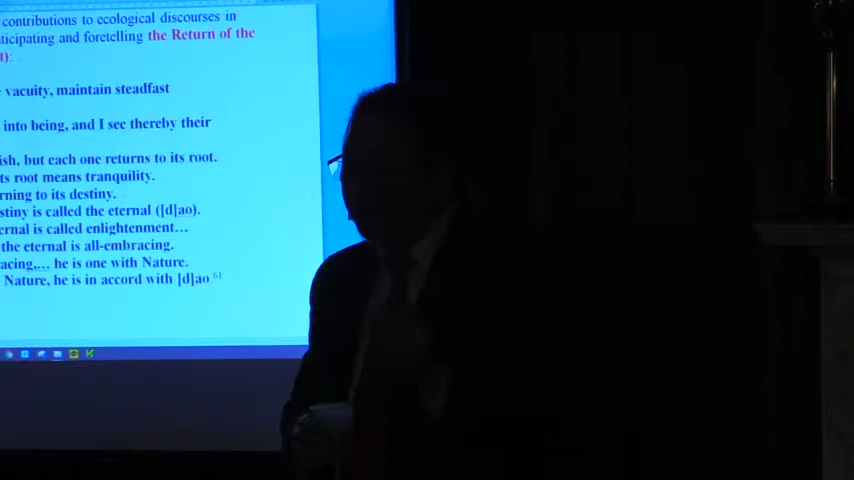 contributions to ecological discourses in
ticipating and foretelling the Return of the
t):
vacuity, maintain steadfast
into being, and I see thereby their
ish, but each one returns to its root.
ts root means tranquility.
rning to its destiny.
stiny is called the eternal ([d]ao).
ernal is called enlightenment…
the eternal is all-embracing.
acing,… he is one with Nature.
Nature, he is in accord with [d]ao 61